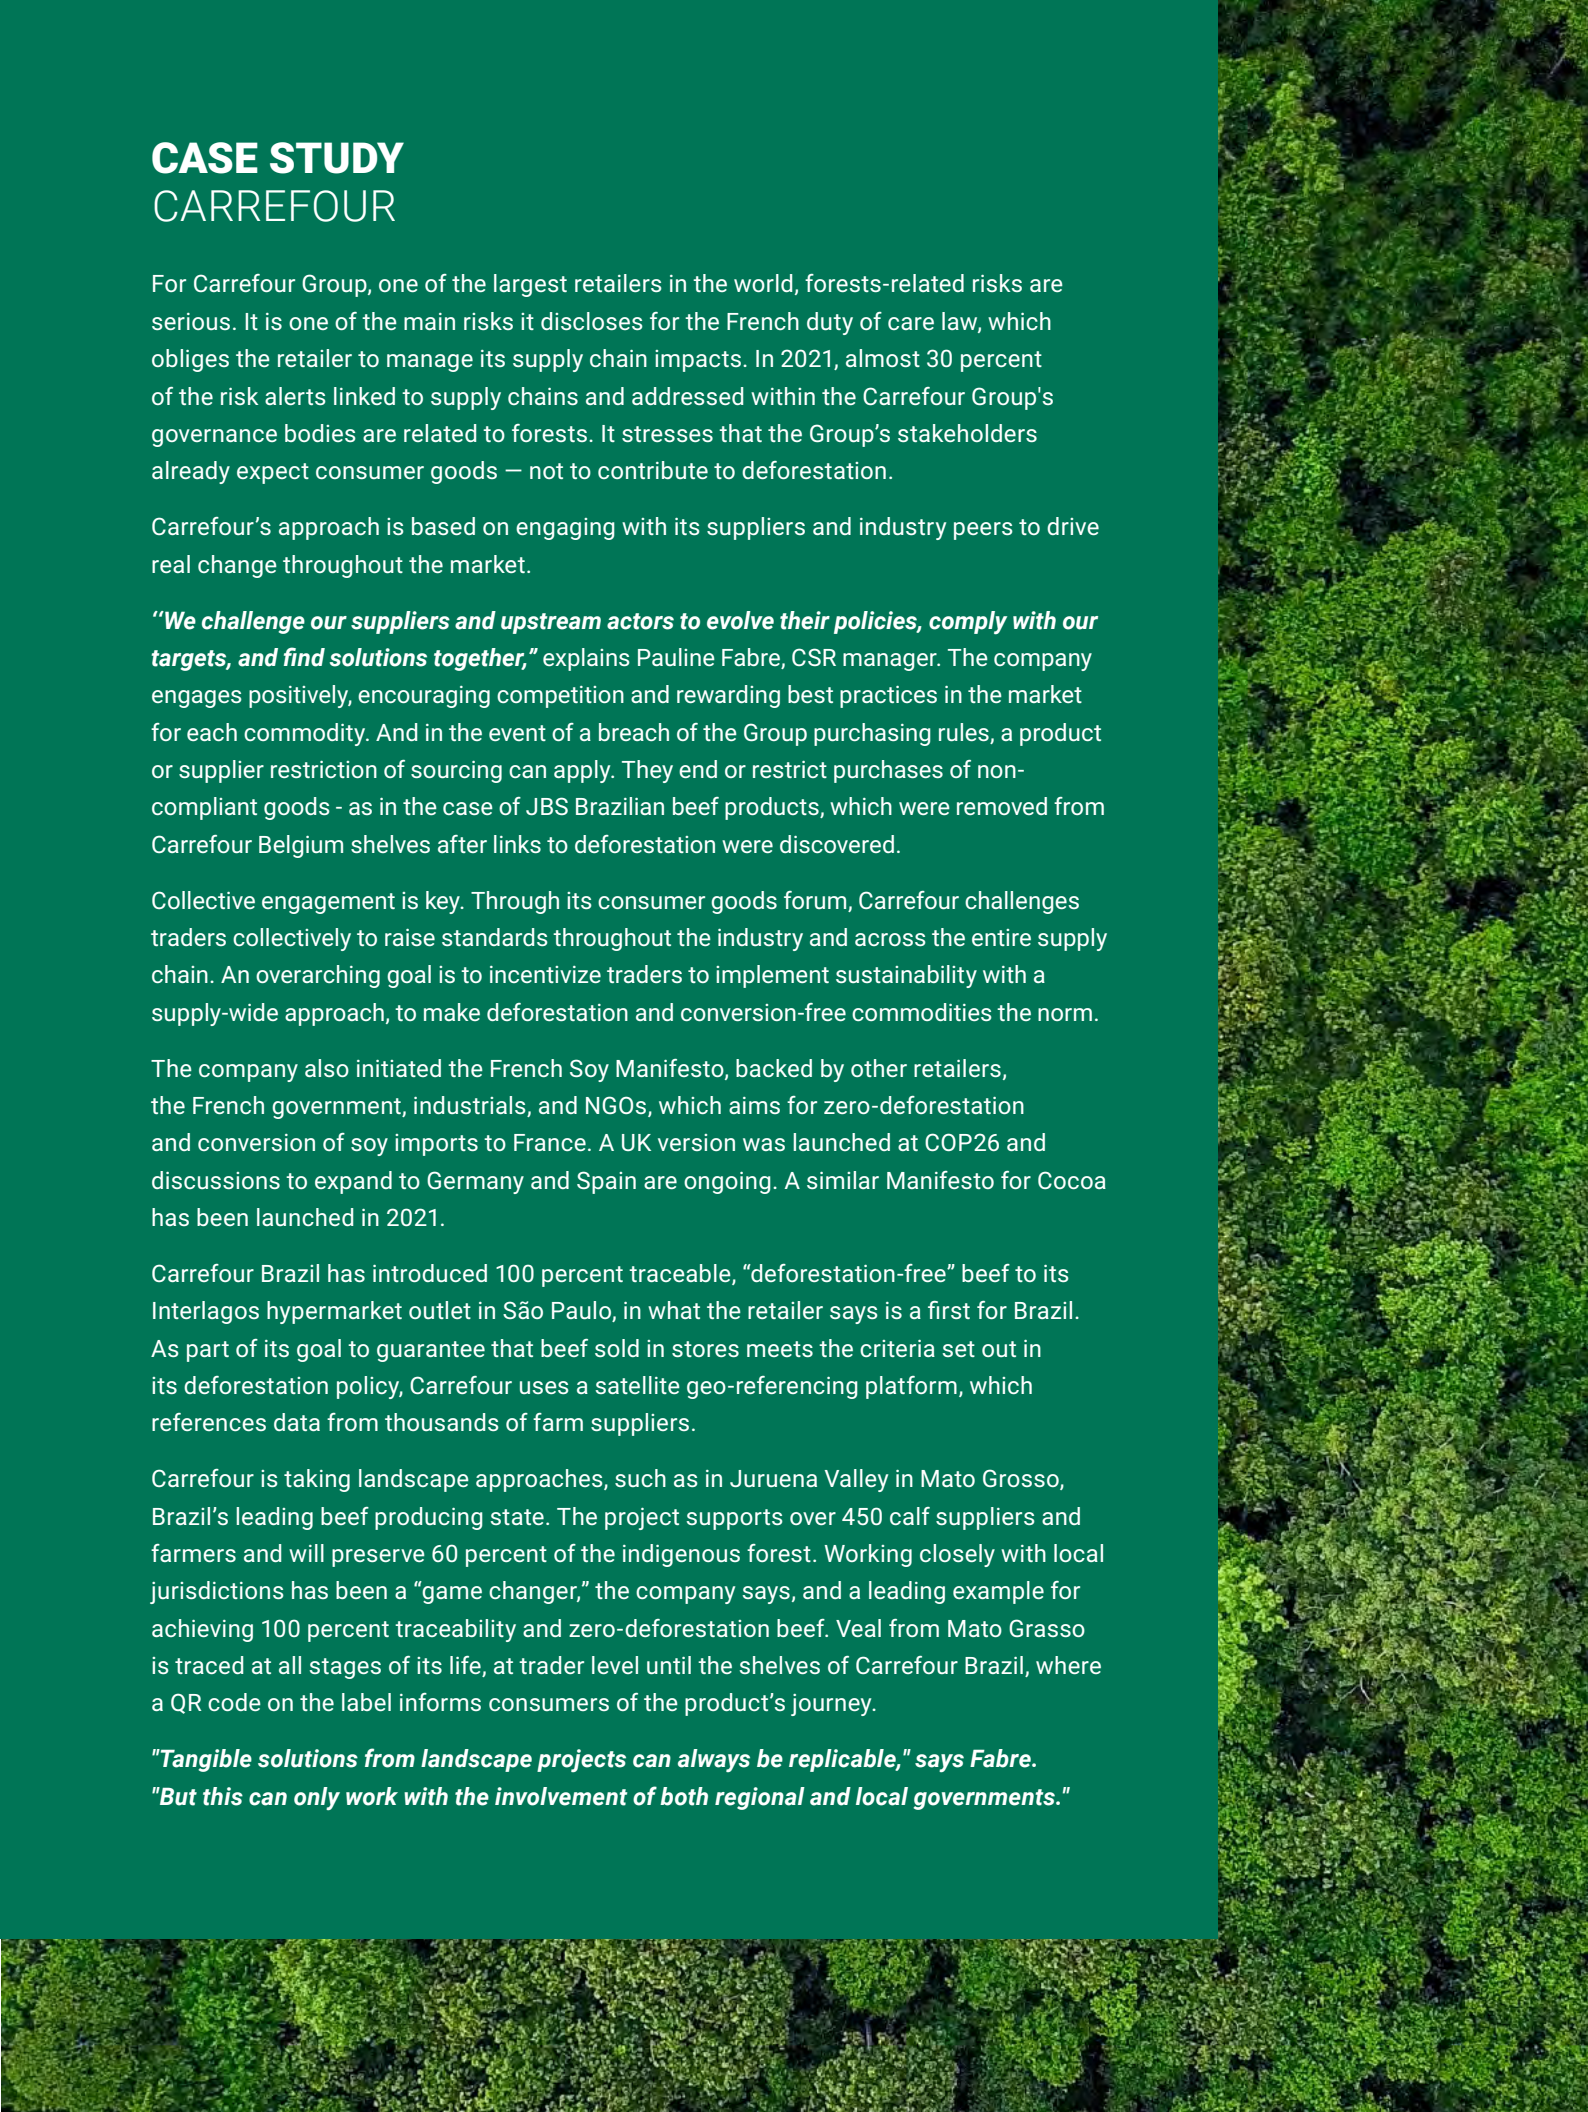 CASE STUDY
CARREFOUR
For Carrefour Group, one of the largest retailers in the world, forests-related risks are
serious. It is one of the main risks it discloses for the French duty of care law, which
obliges the retailer to manage its supply chain impacts. In 2021, almost 30 percent
of the risk alerts linked to supply chains and addressed within the Carrefour Group's
governance bodies are related to forests. It stresses that the Group’s stakeholders
already expect consumer goods — not to contribute to deforestation.
Carrefour’s approach is based on engaging with its suppliers and industry peers to drive
real change throughout the market.
‘‘We challenge our suppliers and upstream actors to evolve their policies, comply with our
targets, and find solutions together,” explains Pauline Fabre, CSR manager. The company
engages positively, encouraging competition and rewarding best practices in the market
for each commodity. And in the event of a breach of the Group purchasing rules, a product
or supplier restriction of sourcing can apply. They end or restrict purchases of non-
compliant goods - as in the case of JBS Brazilian beef products, which were removed from
Carrefour Belgium shelves after links to deforestation were discovered.
Collective engagement is key. Through its consumer goods forum, Carrefour challenges
traders collectively to raise standards throughout the industry and across the entire supply
chain. An overarching goal is to incentivize traders to implement sustainability with a
supply-wide approach, to make deforestation and conversion-free commodities the norm.
The company also initiated the French Soy Manifesto, backed by other retailers,
the French government, industrials, and NGOs, which aims for zero-deforestation
and conversion of soy imports to France. A UK version was launched at COP26 and
discussions to expand to Germany and Spain are ongoing. A similar Manifesto for Cocoa
has been launched in 2021.
Carrefour Brazil has introduced 100 percent traceable, “deforestation-free” beef to its
Interlagos hypermarket outlet in São Paulo, in what the retailer says is a first for Brazil.
As part of its goal to guarantee that beef sold in stores meets the criteria set out in
its deforestation policy, Carrefour uses a satellite geo-referencing platform, which
references data from thousands of farm suppliers.
Carrefour is taking landscape approaches, such as in Juruena Valley in Mato Grosso,
Brazil’s leading beef producing state. The project supports over 450 calf suppliers and
farmers and will preserve 60 percent of the indigenous forest. Working closely with local
jurisdictions has been a “game changer,” the company says, and a leading example for
achieving 100 percent traceability and zero-deforestation beef. Veal from Mato Grasso
is traced at all stages of its life, at trader level until the shelves of Carrefour Brazil, where
a QR code on the label informs consumers of the product’s journey.
"Tangible solutions from landscape projects can always be replicable," says Fabre.
"But this can only work with the involvement of both regional and local governments."